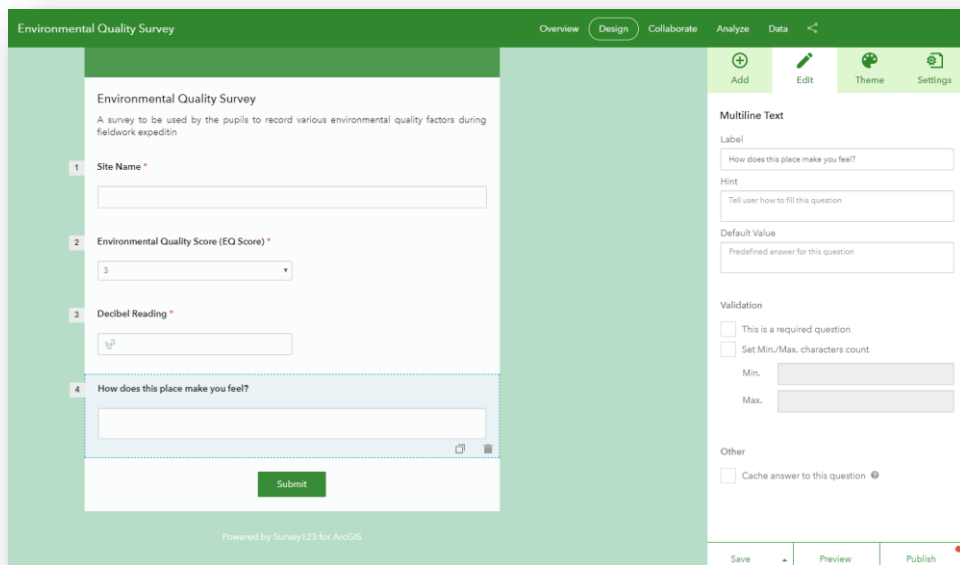 Environmental Quality Survey
Overview Design Collaborate Analyze Data
Add Edit Theme Settings
Environmental Quality Survey
A survey to be used by the pupils to record various environmental quality factors during
fieldwork expeditin
1 Site Name *
2 Environmental Quality Score (EQ Score) *
3
3 Decibel Reading *
123
4 How does this place make you feel?
Submit
Powered by Survey123 for ArcGIS
Multiline Text
Label
How does this place make you feel?
Hint
Tell user how to fill this question
Default Value
Predefined answer for this question
Validation
This is a required question
Set Min./Max. characters count
Min.
Max.
Other
Cache answer to this question ?
Save Preview Publish